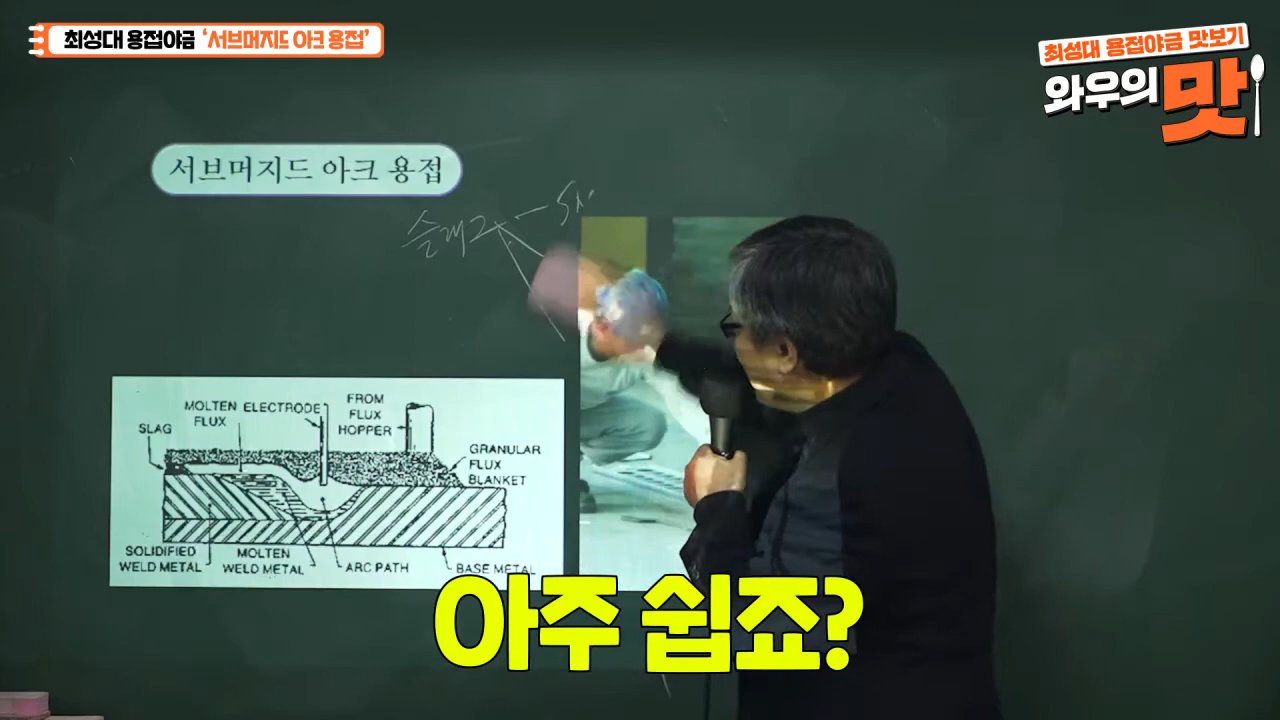 최성대 용접야금 '서브머지드 아크 용접'
최성대 용접야금 맛보기
와우의 맛
서브머지드 아크 용접
슬래그
SLAG
MOLTEN FLUX
ELECTRODE
FROM FLUX HOPPER
GRANULAR FLUX BLANKET
SOLIDIFIED WELD METAL
MOLTEN WELD METAL
ARC PATH
BASE METAL
아주 쉽죠?